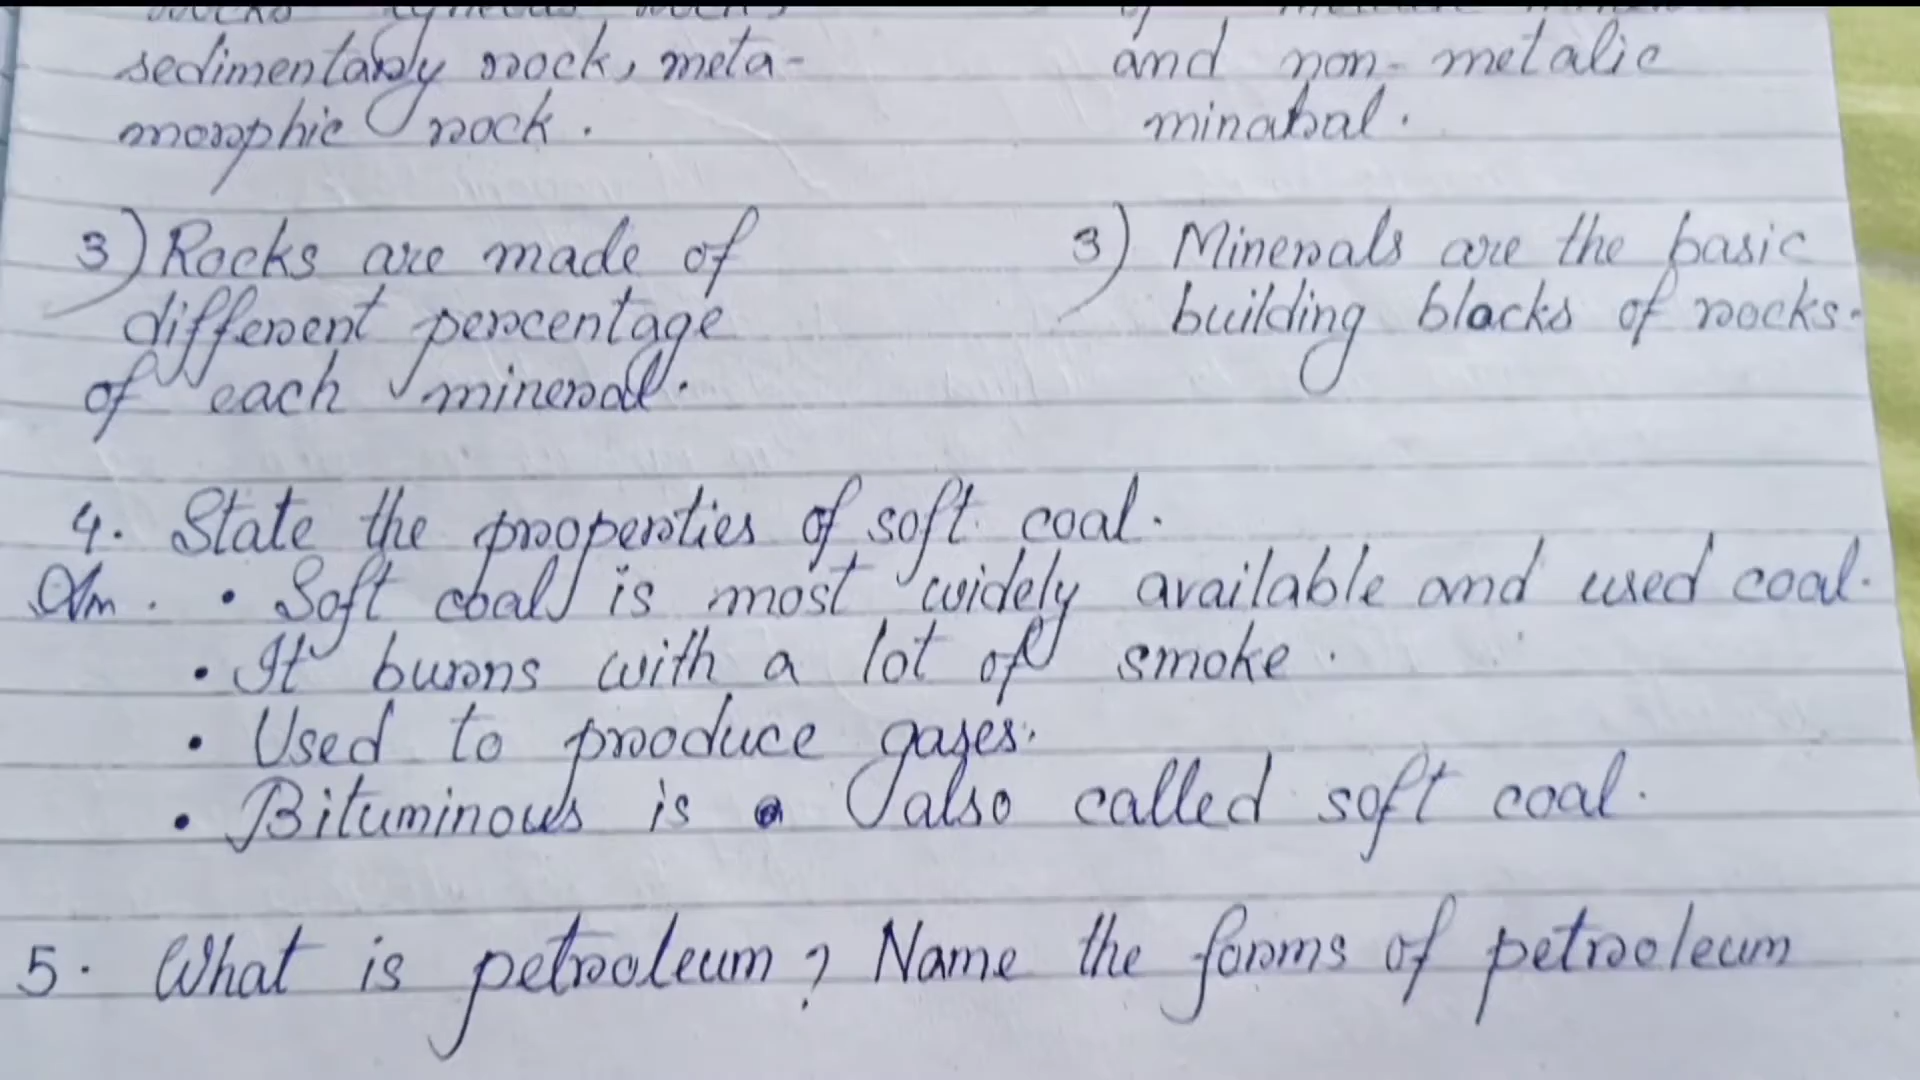 sedimentary rock, meta-
morphic rock.
and non-metalic
minaral.
3) Rocks are made of
different percentage
of each mineral.
3) Minerals are the basic
building blocks of rocks.
4. State the properties of soft coal.
Ans. • Soft coal is most widely available and used coal.
• It burns with a lot of smoke.
• Used to produce gases.
• Bituminous is also called soft coal.
5. What is petroleum? Name the forms of petroleum